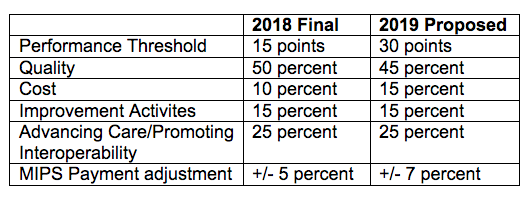 2018 Final 2019 Proposed
Performance Threshold 15 points 30 points
Quality 50 percent 45 percent
Cost 10 percent 15 percent
Improvement Activites 15 percent 15 percent
Advancing Care/Promoting 25 percent 25 percent
Interoperability
MIPS Payment adjustment +/- 5 percent +/- 7 percent